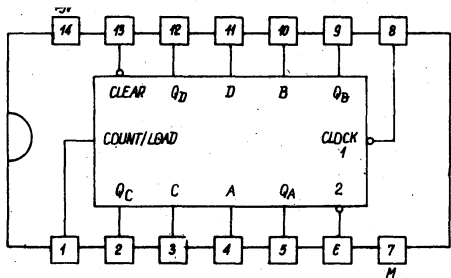 14 13 12 11 10 9 8
CLEAR QD D B QB
COUNT/LOAD CLOCK
1
QC C A QA 2
1 2 3 4 5 E 7
M